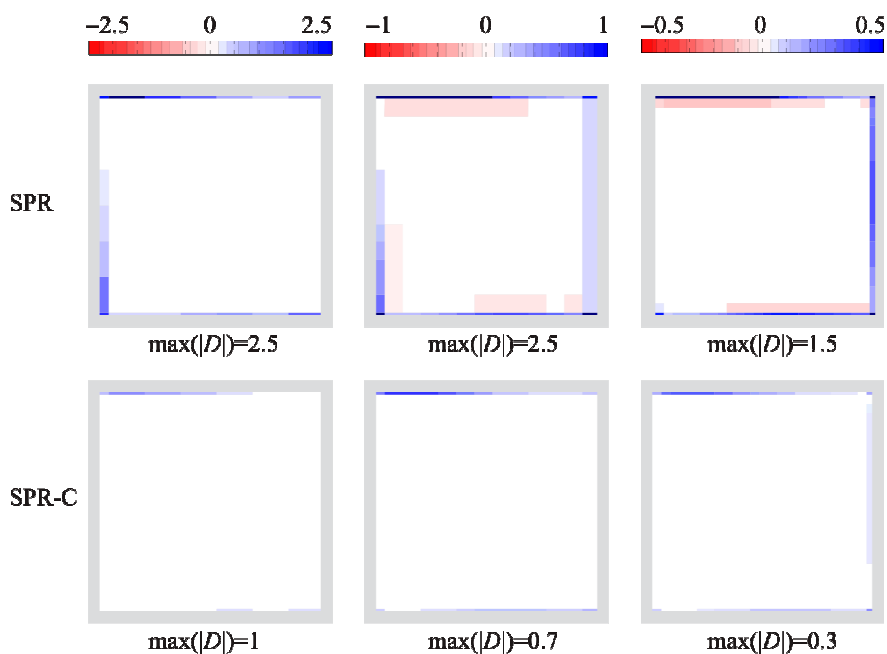 −2.5 0 2.5
−1 0 1
−0.5 0 0.5
SPR
max(|D|)=2.5
max(|D|)=2.5
max(|D|)=1.5
SPR-C
max(|D|)=1
max(|D|)=0.7
max(|D|)=0.3